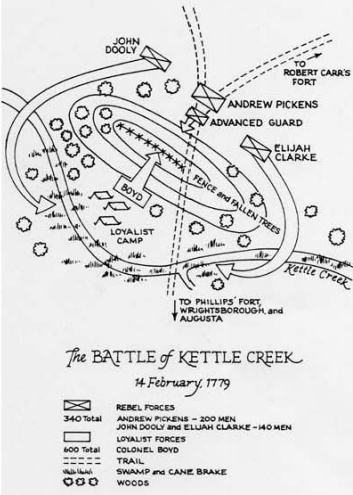 JOHN
DOOLY
TO
ROBERT CARR'S
FORT
ANDREW PICKENS
ADVANCED GUARD
ELIJAH
CLARKE
BOYD
FENCE and FALLEN TREES
LOYALIST
CAMP
Kettle Creek
TO PHILLIPS' FORT,
WRIGHTSBOROUGH, and
AUGUSTA
The BATTLE of KETTLE CREEK
14 February, 1779
REBEL FORCES
340 Total ANDREW PICKENS – 200 MEN
JOHN DOOLY and ELIJAH CLARKE – 140 MEN
LOYALIST FORCES
600 Total COLONEL BOYD
TRAIL
SWAMP and CANE BRAKE
WOODS